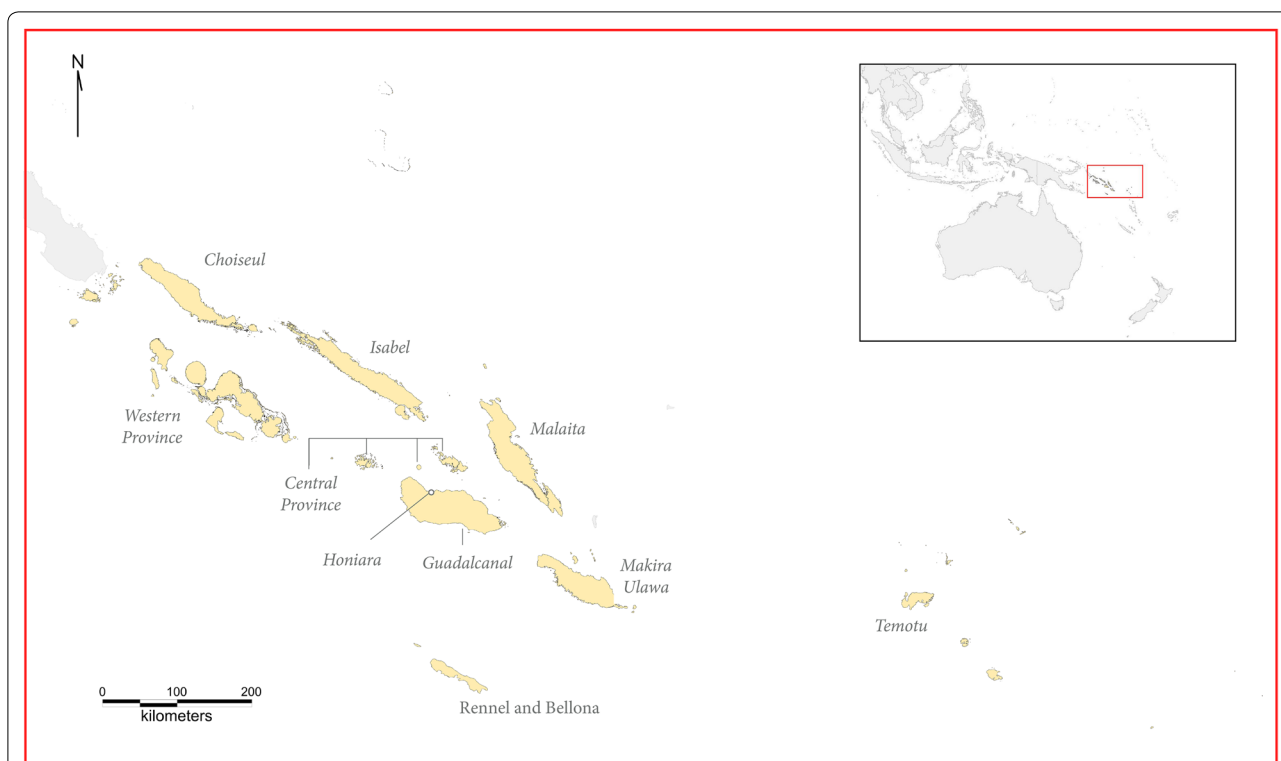 N
Choiseul
Isabel
Western
Province
Malaita
Central
Province
Honiara
Guadalcanal
Makira
Ulawa
Temotu
Rennel and Bellona
0 100 200
kilometers